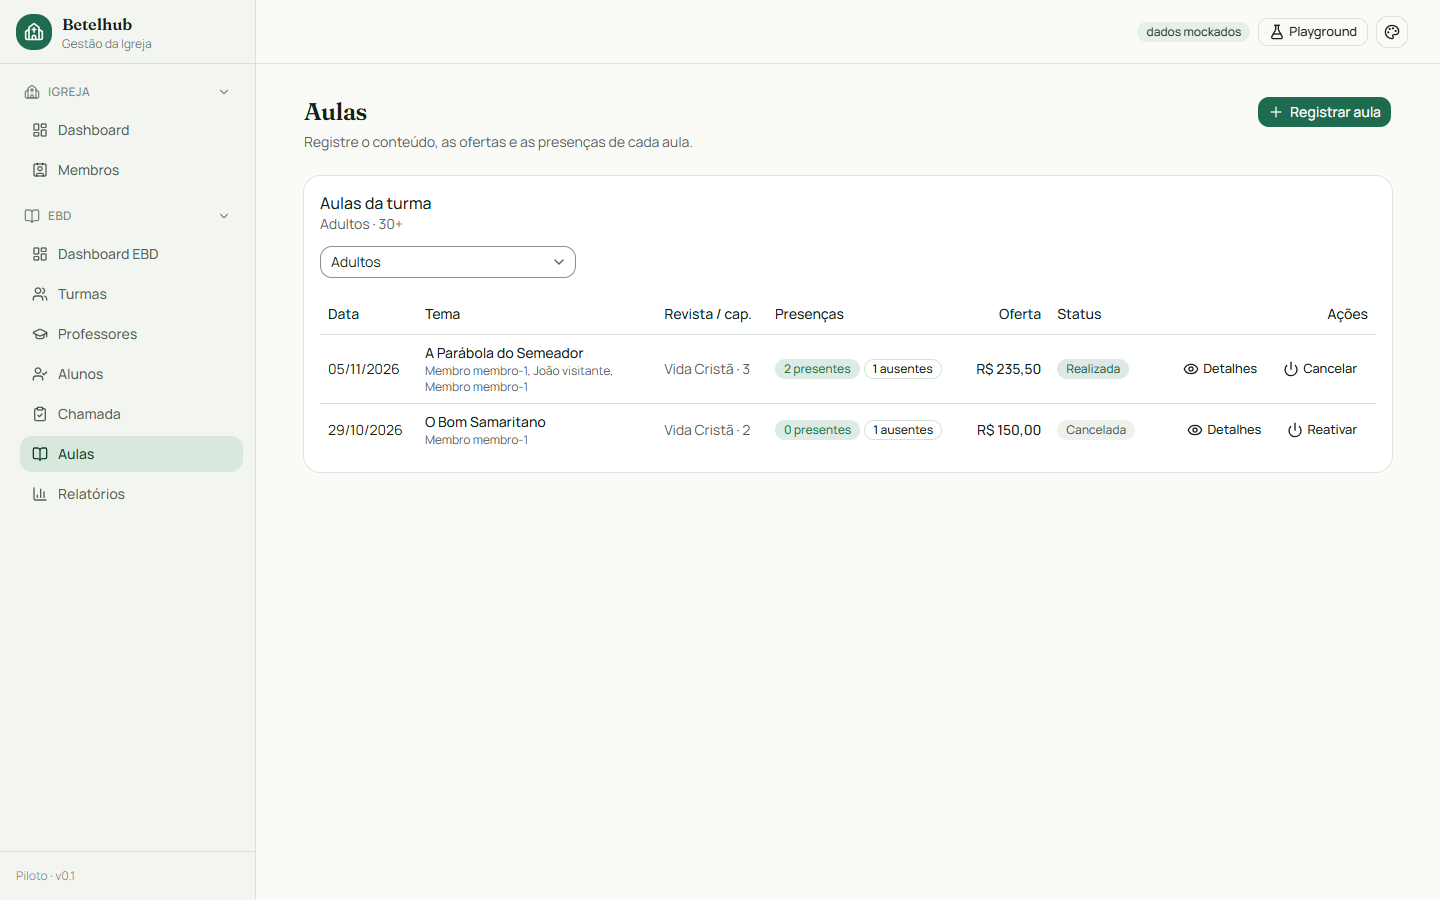 Betelhub
Gestão da Igreja
dados mockados
Playground
IGREJA
Dashboard
Membros
EBD
Dashboard EBD
Turmas
Professores
Alunos
Chamada
Aulas
Relatórios
Piloto · v0.1
Aulas
Registre o conteúdo, as ofertas e as presenças de cada aula.
Registrar aula
Aulas da turma
Adultos · 30+
Adultos
Data Tema Revista / cap. Presenças Oferta Status Ações
05/11/2026 A Parábola do Semeador Vida Cristã · 3 2 presentes 1 ausentes R$ 235,50 Realizada Detalhes Cancelar
Membro membro-1, João visitante,
Membro membro-1
29/10/2026 O Bom Samaritano Vida Cristã · 2 0 presentes 1 ausentes R$ 150,00 Cancelada Detalhes Reativar
Membro membro-1